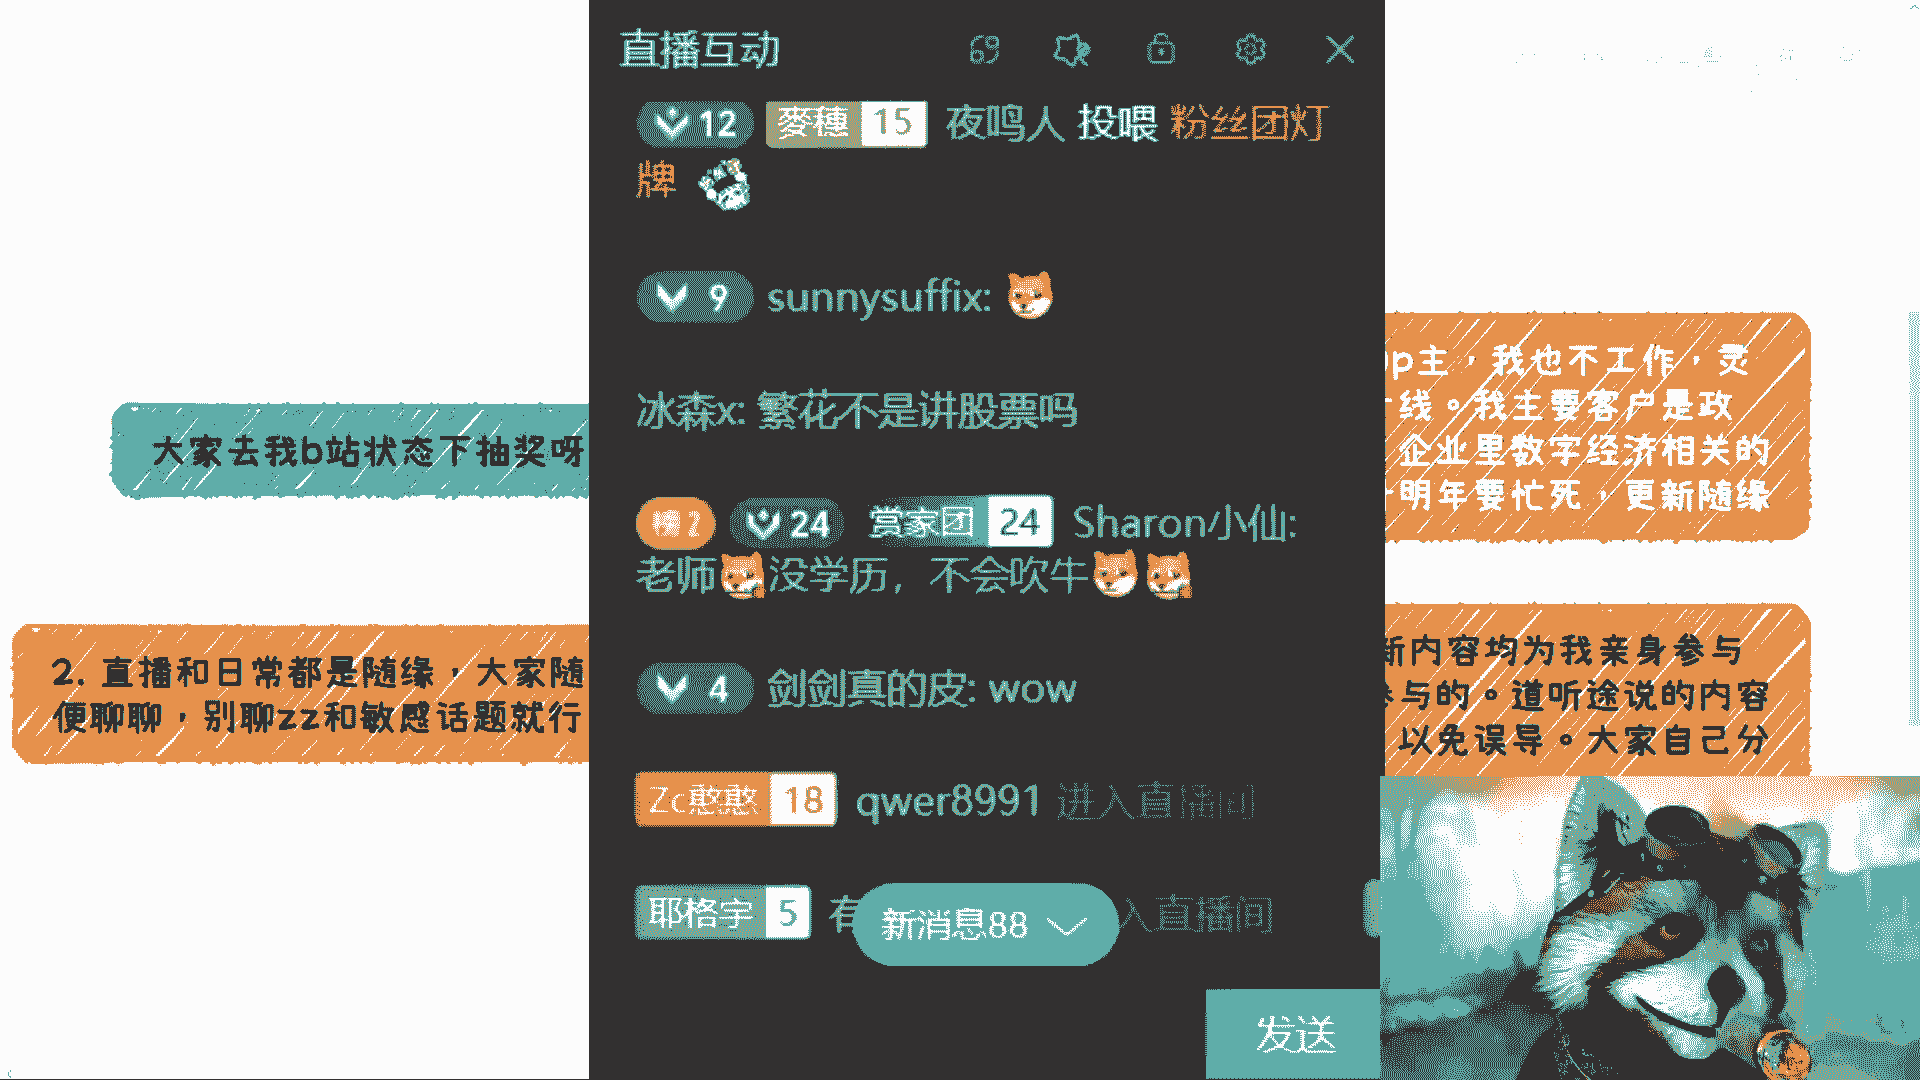 直播互动
12 麥穗 15 夜鸣人 投喂 粉丝团灯
牌
9 sunnysuffix:
冰森x: 繁花不是讲股票吗
榜2 24 赏家团 24 Sharon小仙:
老师 没学历，不会吹牛
4 剑剑真的皮: wow
Zc憨憨 18 qwer8991 进入直播间
耶格宇 5 有 入直播间
新消息88
发送
大家去我b站状态下抽奖呀
2. 直播和日常都是随缘，大家随
便聊聊，别聊zz和敏感话题就行
p主，我也不工作，灵
线。我主要客户是政
企业里数字经济相关的
明年要忙死，更新随缘
新内容均为我亲身参与
参与的。道听途说的内容
以免误导。大家自己分